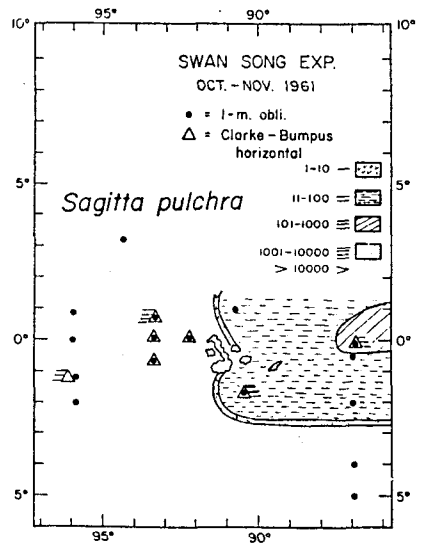 95° 90°
10° 10°
SWAN SONG EXP.
OCT. – NOV. 1961
• = 1-m. obli.
△ = Clarke – Bumpus
horizontal
1–10
11–100
5° 5°
101–1000
Sagitta pulchra
1001–10000
> 10000 >
0° 0°
5° 5°
95° 90°